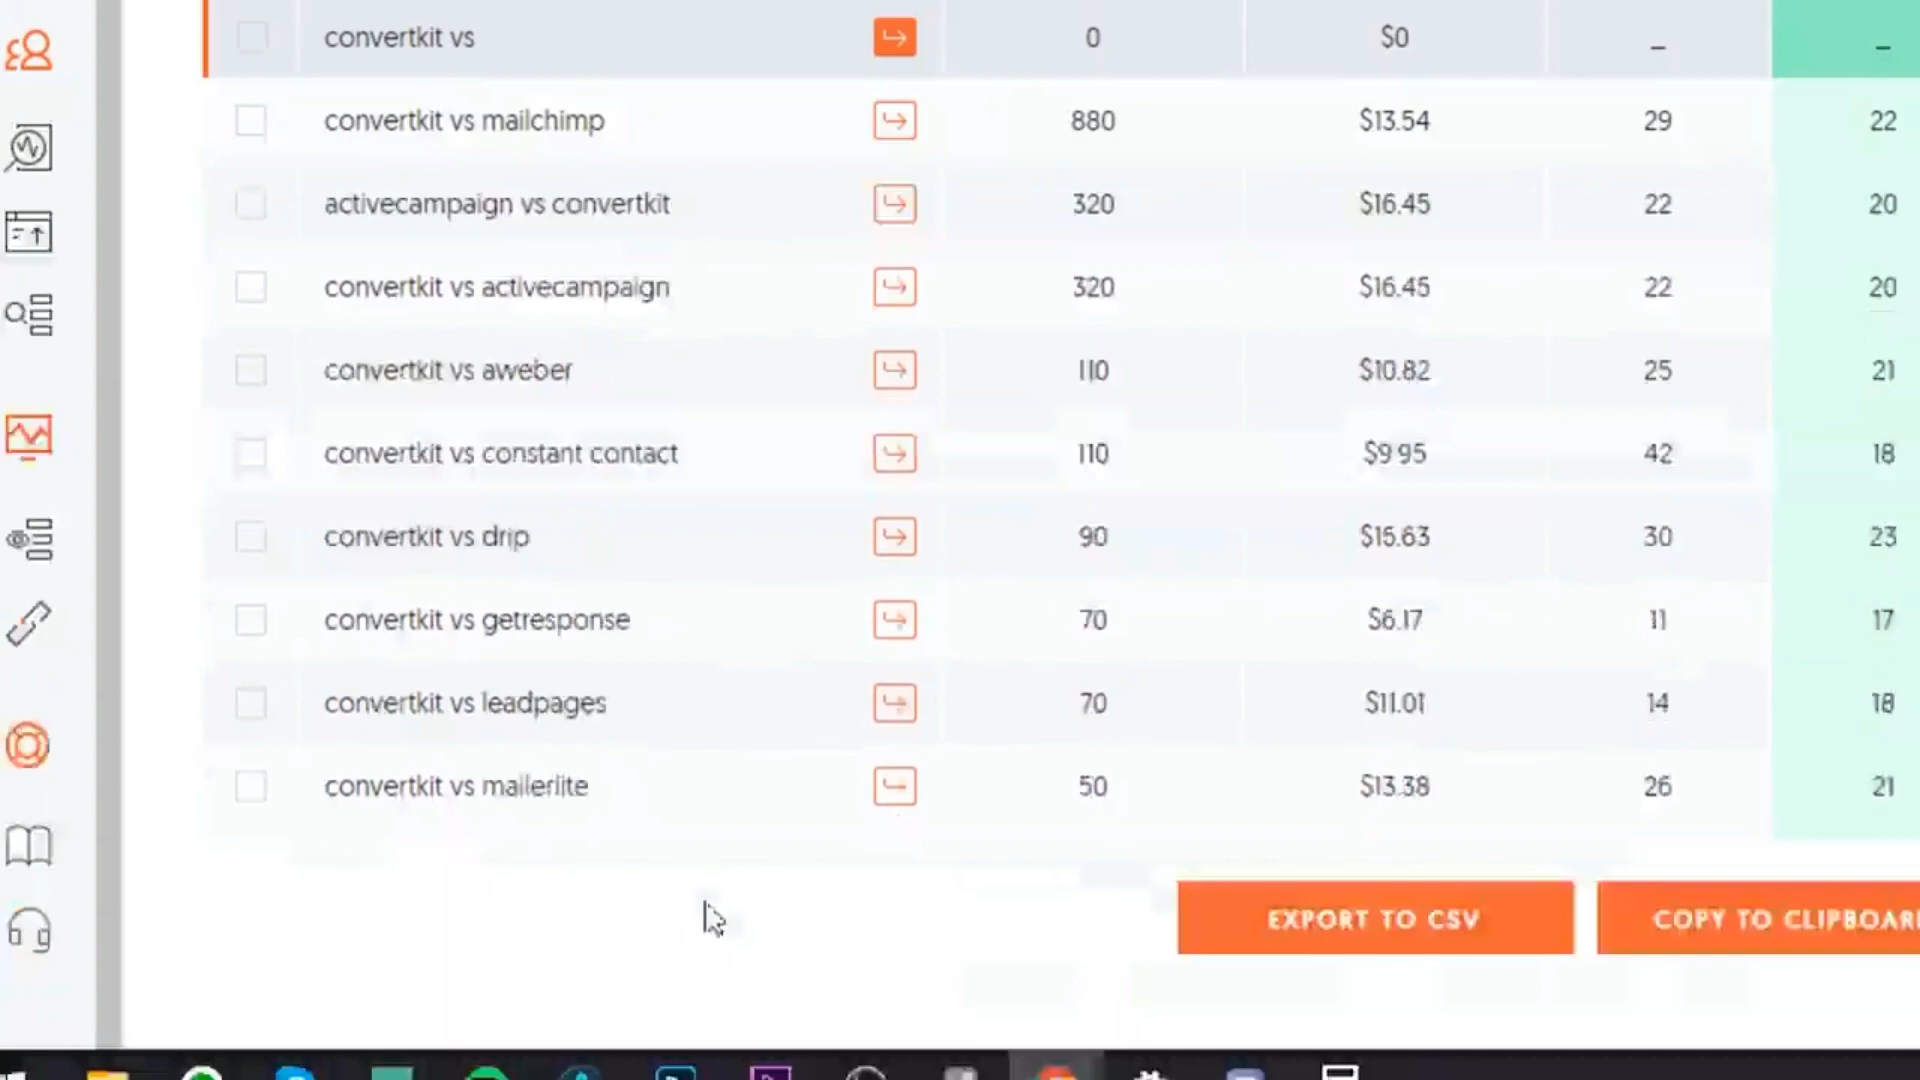 convertkit vs 0 $0 _ _
convertkit vs mailchimp 880 $13.54 29 22
activecampaign vs convertkit 320 $16.45 22 20
convertkit vs activecampaign 320 $16.45 22 20
convertkit vs aweber 110 $10.82 25 21
convertkit vs constant contact 110 $9.95 42 18
convertkit vs drip 90 $15.63 30 23
convertkit vs getresponse 70 $6.17 11 17
convertkit vs leadpages 70 $11.01 14 18
convertkit vs mailerlite 50 $13.38 26 21
EXPORT TO CSV COPY TO CLIPBOAR